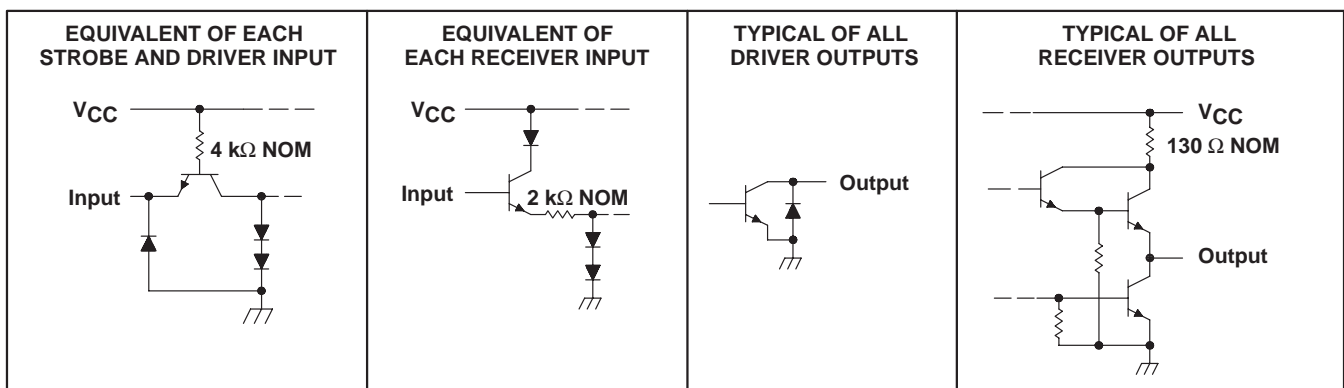 EQUIVALENT OF EACH
STROBE AND DRIVER INPUT
VCC
4 kΩ NOM
Input
EQUIVALENT OF
EACH RECEIVER INPUT
VCC
Input
2 kΩ NOM
TYPICAL OF ALL
DRIVER OUTPUTS
Output
TYPICAL OF ALL
RECEIVER OUTPUTS
VCC
130 Ω NOM
Output